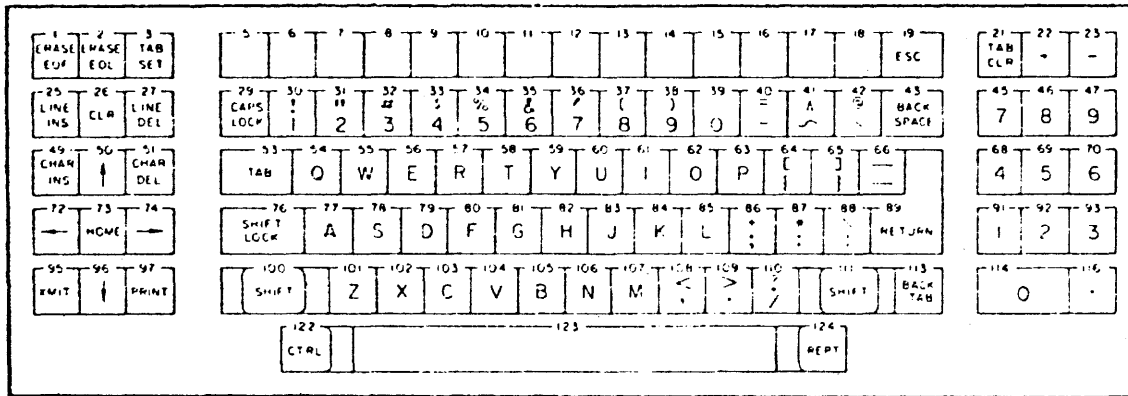 1 2 3 5 6 7 8 9 10 11 12 13 14 15 16 17 18 19 21 22 23
ERASE EOF ERASE EOL TAB SET ESC TAB CLR + -
25 26 27 29 30 31 32 33 34 35 36 37 38 39 40 41 42 43 45 46 47
LINE INS CLR LINE DEL CAPS LOCK ! 1 " 2 # 3 4 % 5 & 6 ' 7 ( 8 ) 9 0 = - @ BACK SPACE 7 8 9
49 50 51 53 54 55 56 57 58 59 60 61 62 63 64 65 66 68 69 70
CHAR INS ↑ CHAR DEL TAB Q W E R T Y U I O P [ ] 4 5 6
72 73 74 76 77 78 79 80 81 82 83 84 85 86 87 88 89 91 92 93
← HOME → SHIFT LOCK A S D F G H J K L + ; * : RETURN 1 2 3
95 96 97 100 101 102 103 104 105 106 107 108 109 110 111 113 114 116
XMIT ↓ PRINT SHIFT Z X C V B N M < , > . ? / SHIFT BACK TAB 0 .
122 123 124
CTRL REPT